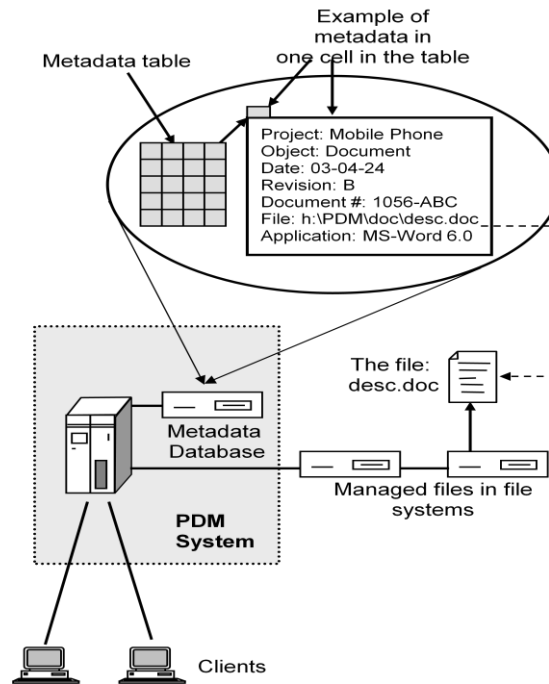 Example of
metadata in
one cell in the table
Metadata table
Project: Mobile Phone
Object: Document
Date: 03-04-24
Revision: B
Document #: 1056-ABC
File: h:\PDM\doc\desc.doc
Application: MS-Word 6.0
The file:
desc.doc
Metadata
Database
Managed files in file
systems
PDM
System
Clients